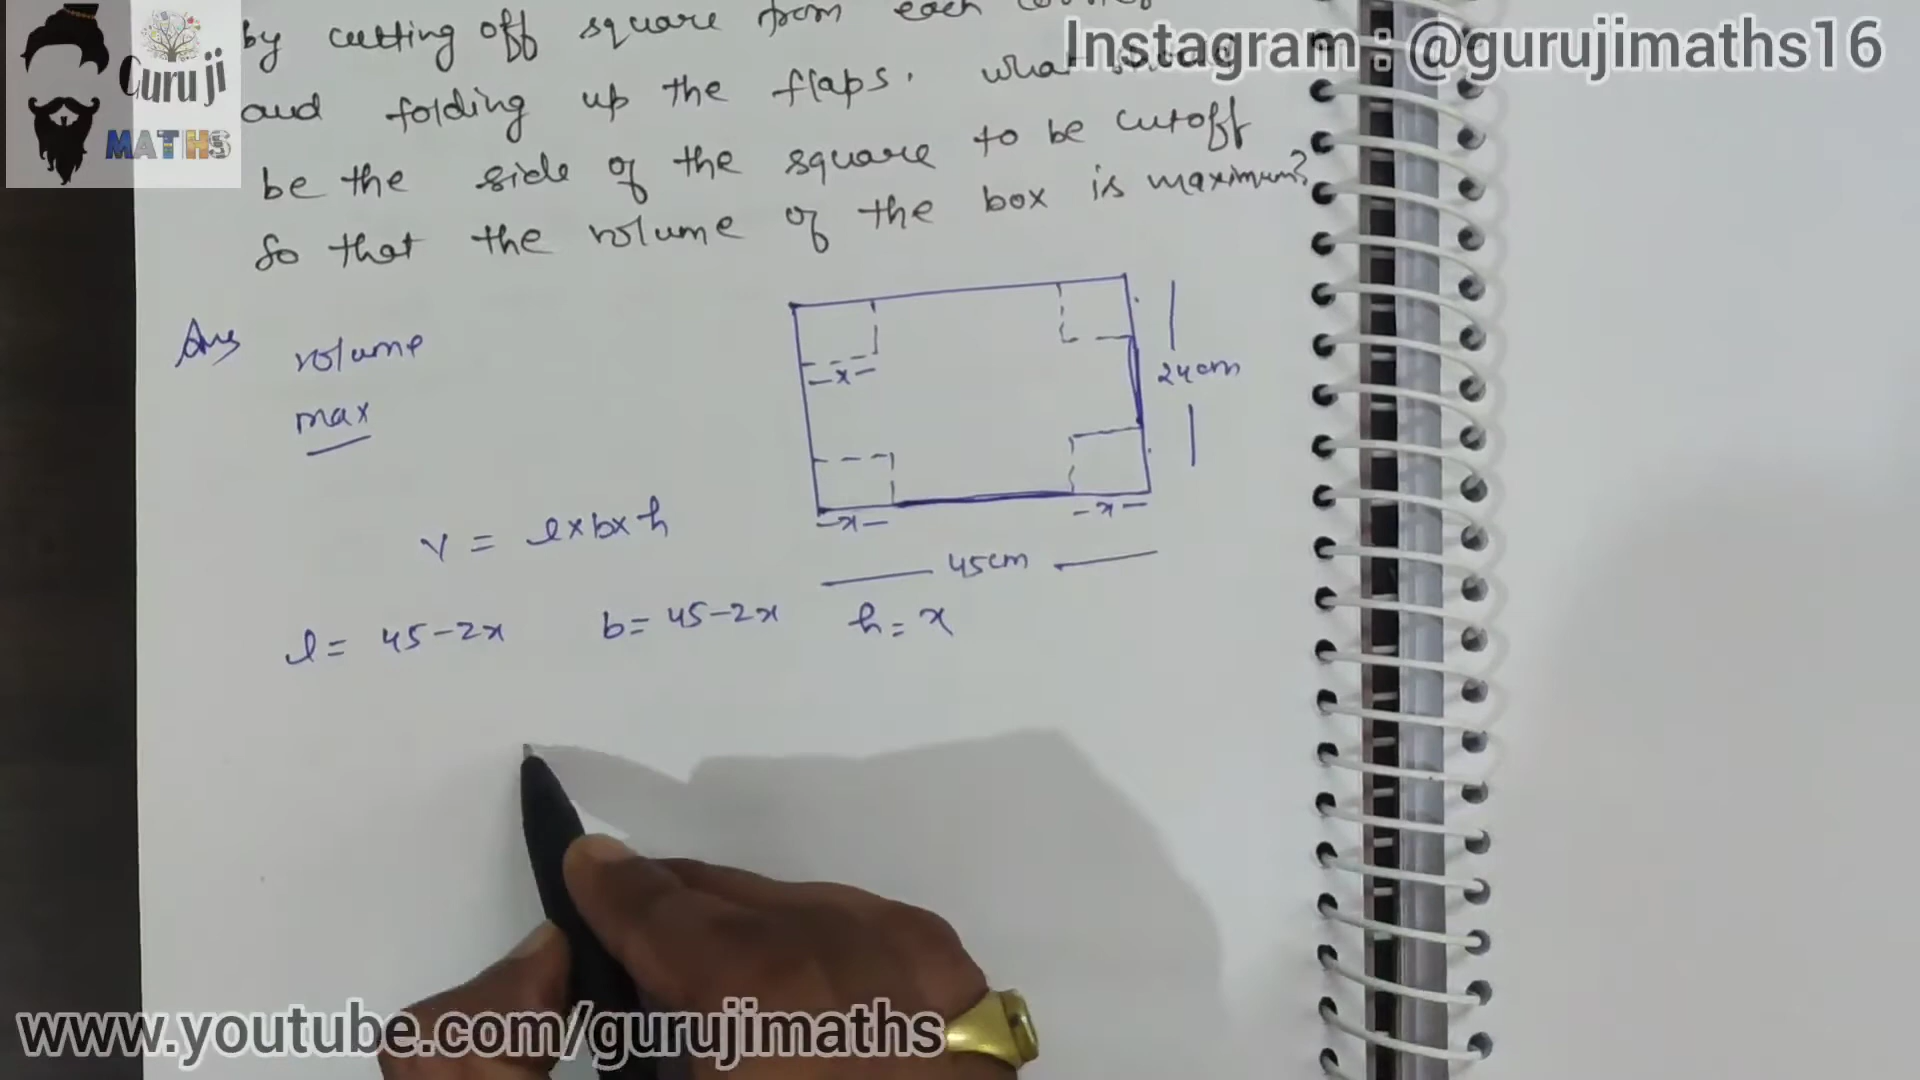 by cutting off square from each
Instagram : @gurujimaths16
Guru ji
MATHS
and folding up the flaps. what
be the side of the square to be cutoff
So that the volume of the box is maximum?
Ans volume
max
-x-
24cm
V = l×b×h
-x-
-x-
45cm
l = 45-2x b= 45-2x h= x
www.youtube.com/gurujimaths